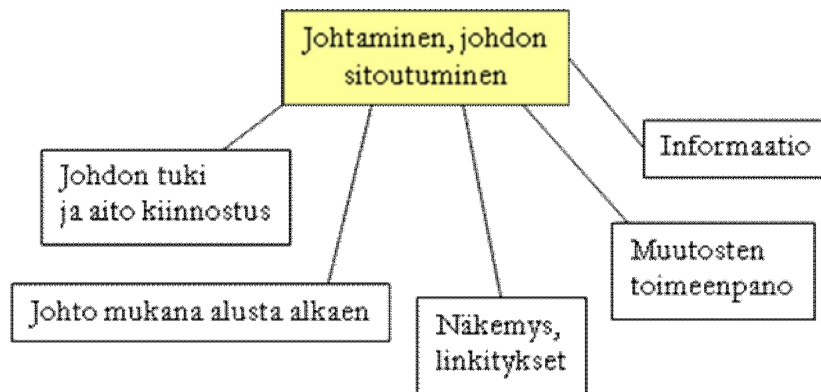 Johtaminen, johdon
sitoutuminen
Informaatio
Johdon tuki
ja aito kiinnostus
Muutosten
toimeenpano
Johto mukana alusta alkaen
Näkemys,
linkitykset